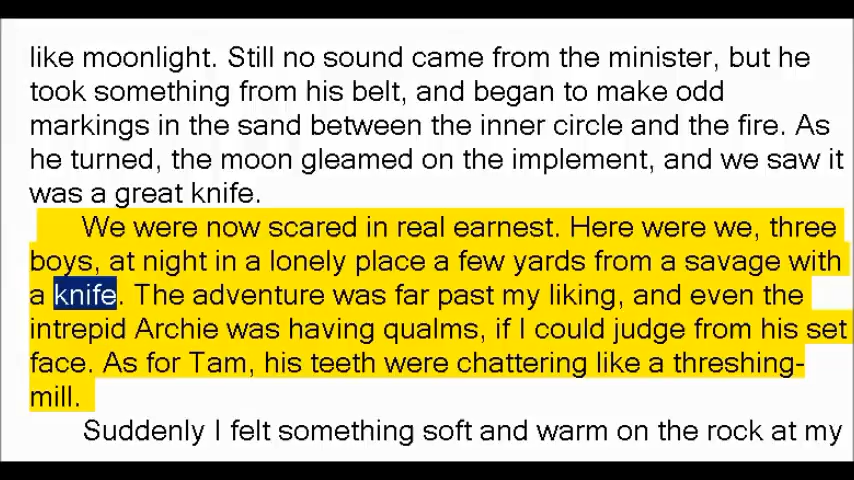 like moonlight. Still no sound came from the minister, but he
took something from his belt, and began to make odd
markings in the sand between the inner circle and the fire. As
he turned, the moon gleamed on the implement, and we saw it
was a great knife.
We were now scared in real earnest. Here were we, three
boys, at night in a lonely place a few yards from a savage with
a knife. The adventure was far past my liking, and even the
intrepid Archie was having qualms, if I could judge from his set
face. As for Tam, his teeth were chattering like a threshing-
mill.
Suddenly I felt something soft and warm on the rock at my